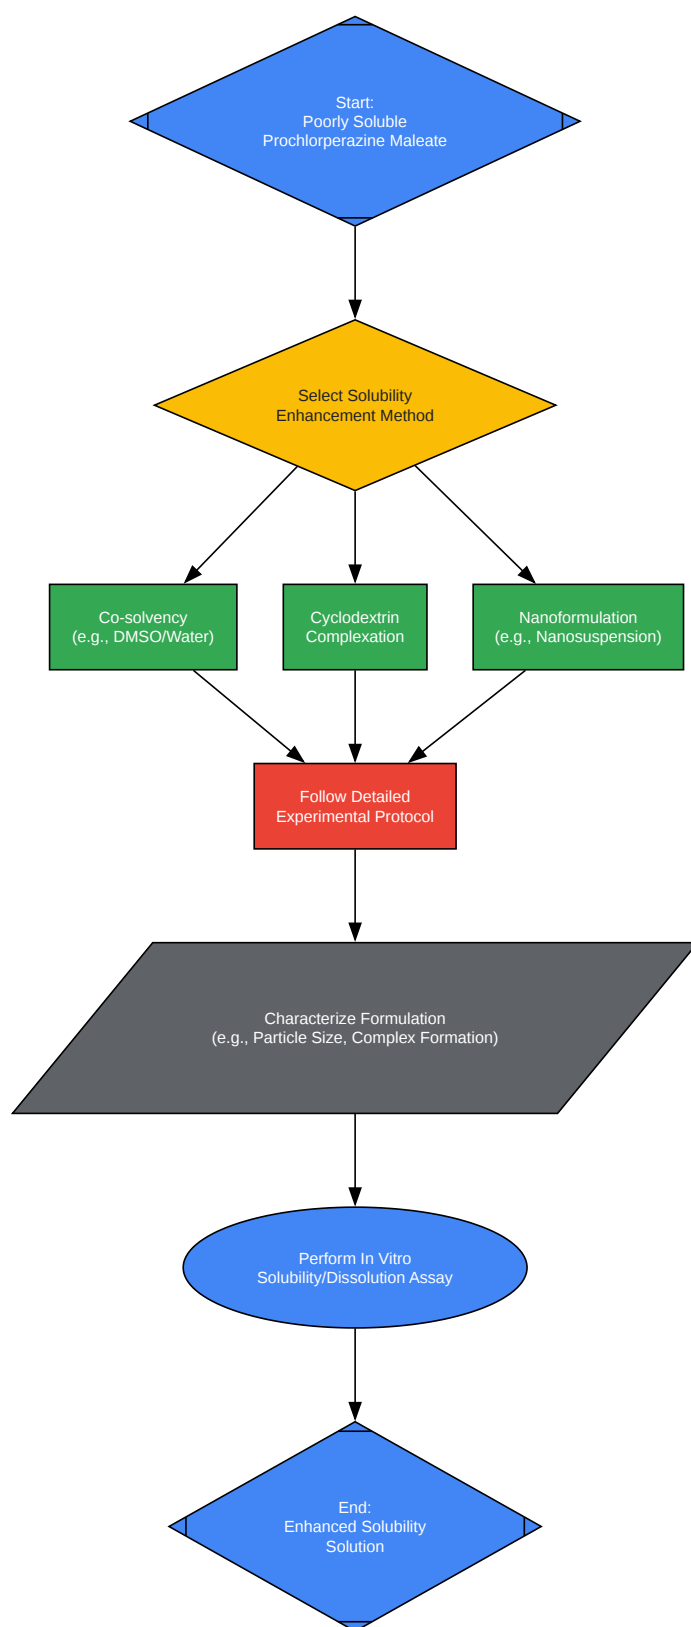 Start:
Poorly Soluble
Prochlorperazine Maleate
Select Solubility
Enhancement Method
Co-solvency
(e.g., DMSO/Water)
Cyclodextrin
Complexation
Nanoformulation
(e.g., Nanosuspension)
Follow Detailed
Experimental Protocol
Characterize Formulation
(e.g., Particle Size, Complex Formation)
Perform In Vitro
Solubility/Dissolution Assay
End:
Enhanced Solubility
Solution